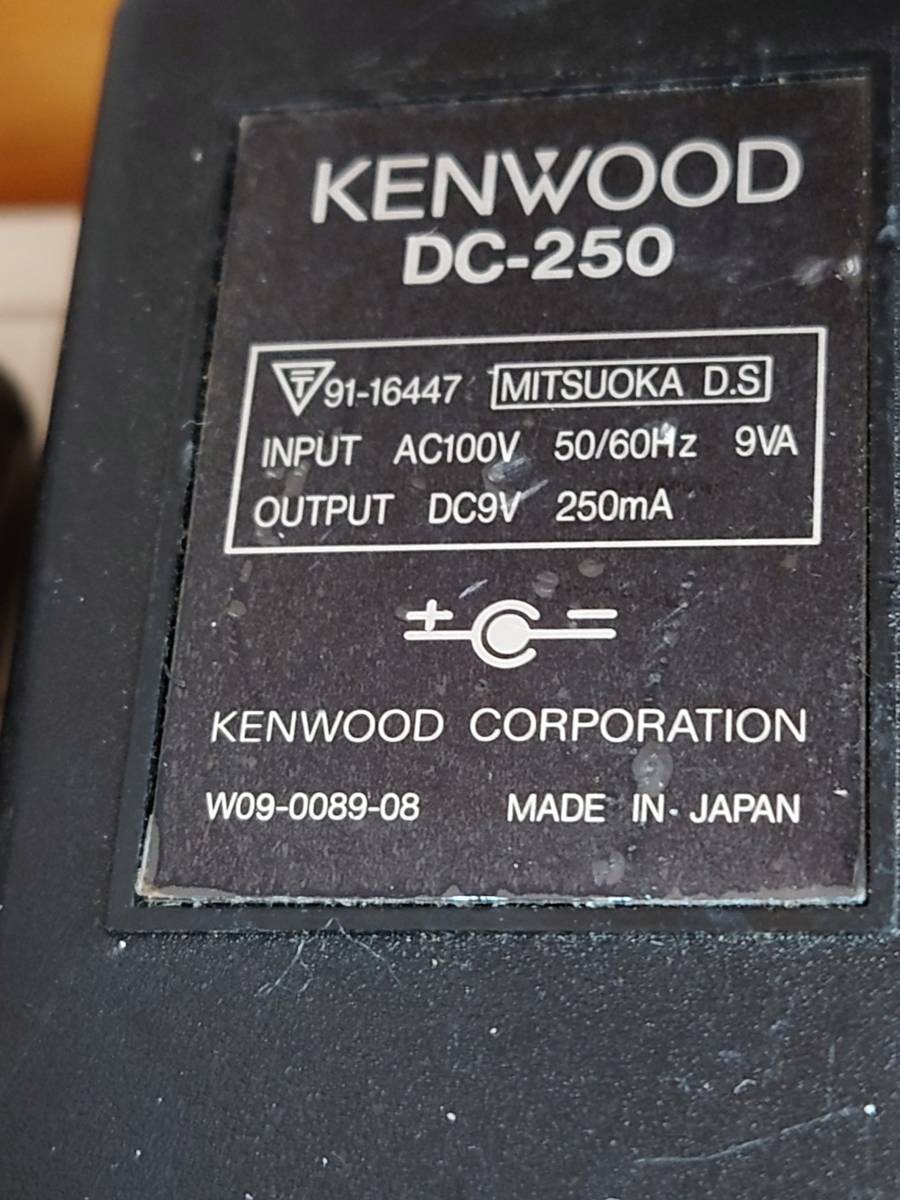 KENWOOD
DC-250
T 91-16447 MITSUOKA D.S
INPUT AC100V 50/60Hz 9VA
OUTPUT DC9V 250mA
+ −
KENWOOD CORPORATION
W09-0089-08 MADE IN JAPAN